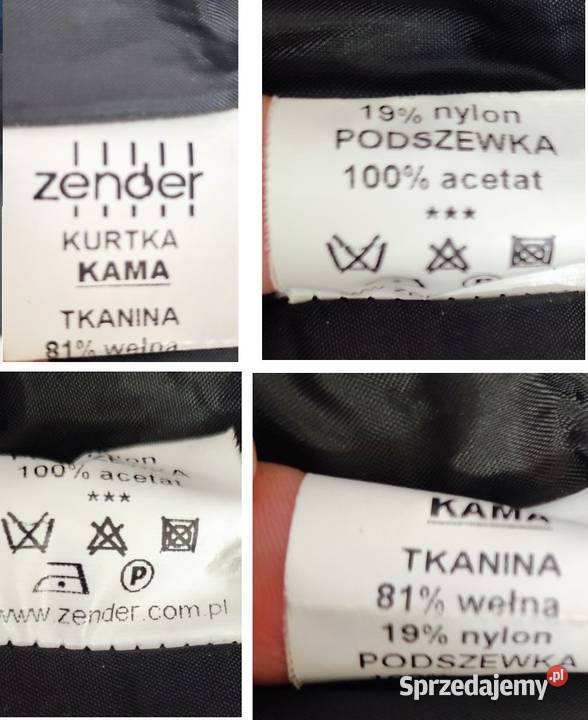 zender
KURTKA
KAMA
TKANINA
81% wełna
19% nylon
PODSZEWKA
100% acetat
***
100% acetat
***
P
www.zender.com.pl
KAMA
TKANINA
81% wełna
19% nylon
PODSZEWKA
Sprzedajemy.pl